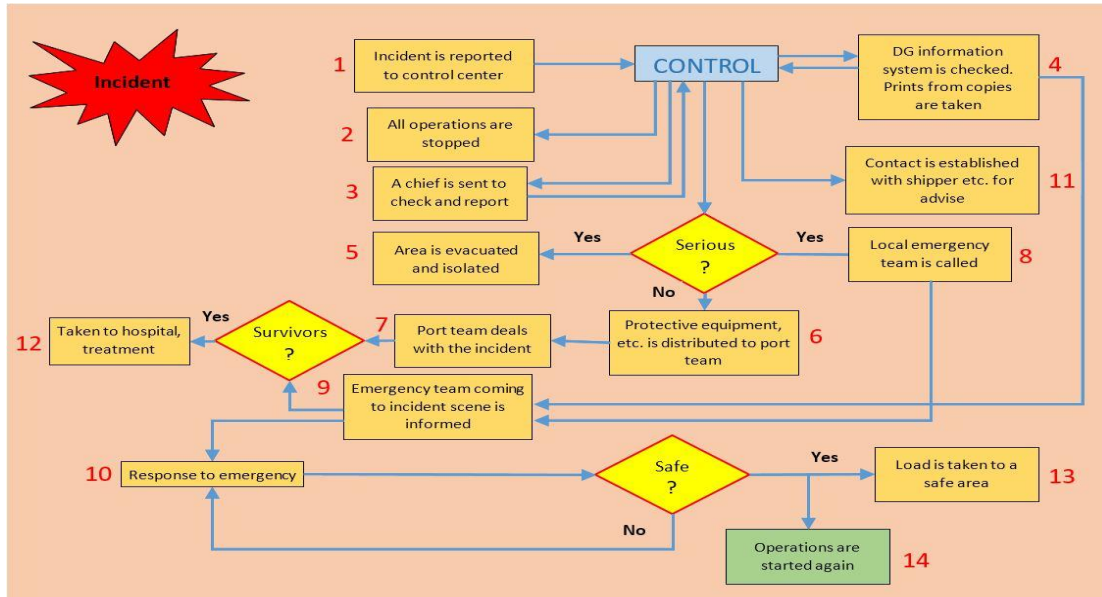 Incident
1
Incident is reported
to control center
CONTROL
DG information
system is checked.
Prints from copies
are taken
4
2
All operations are
stopped
3
A chief is sent to
check and report
Contact is established
with shipper etc. for
advise
11
5
Area is evacuated
and isolated
Yes
Serious
?
Yes
Local emergency
team is called
8
No
12
Taken to hospital,
treatment
Yes
Survivors
?
7
Port team deals
with the incident
Protective equipment,
etc. is distributed to port
team
6
9
Emergency team coming
to incident scene is
informed
10
Response to emergency
Safe
?
Yes
Load is taken to a
safe area
13
No
Operations are
started again
14